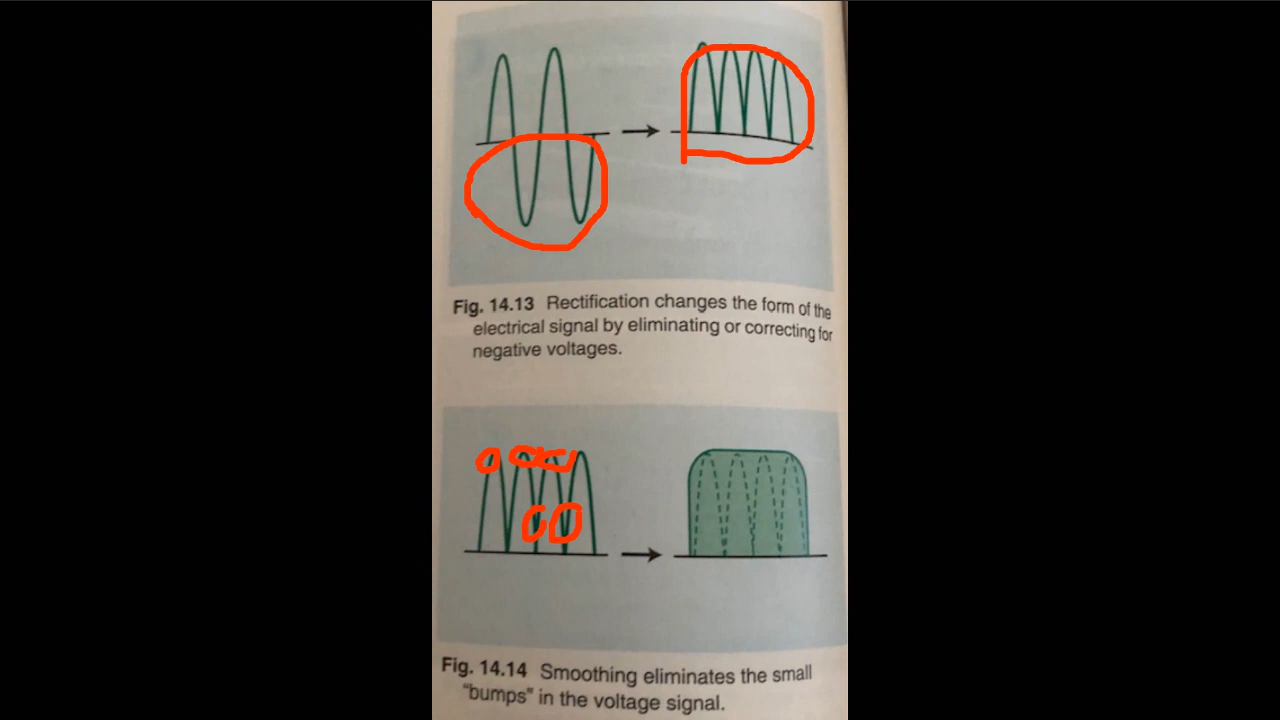 Fig. 14.13 Rectification changes the form of the
electrical signal by eliminating or correcting for
negative voltages.
Fig. 14.14 Smoothing eliminates the small
"bumps" in the voltage signal.